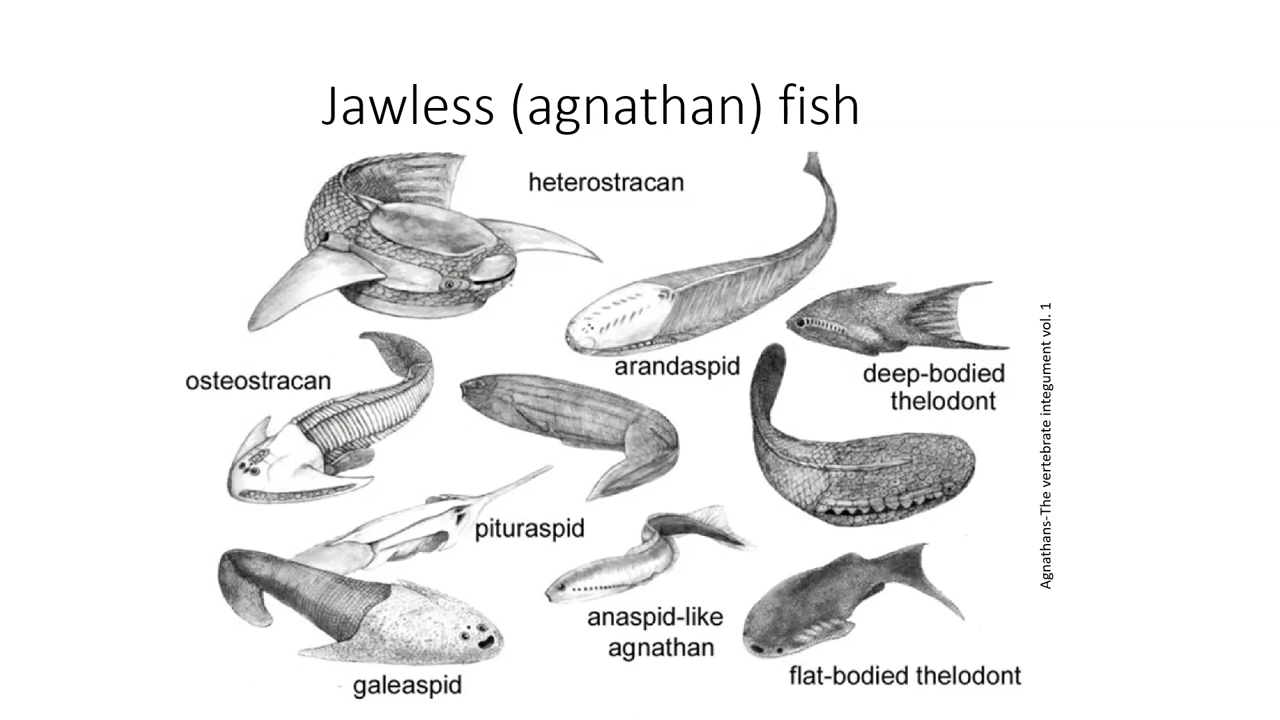 Jawless (agnathan) fish
heterostracan
arandaspid
deep-bodied
thelodont
osteostracan
pituraspid
anaspid-like
agnathan
galeaspid
flat-bodied thelodont
Agnathans-The vertebrate integument vol. 1